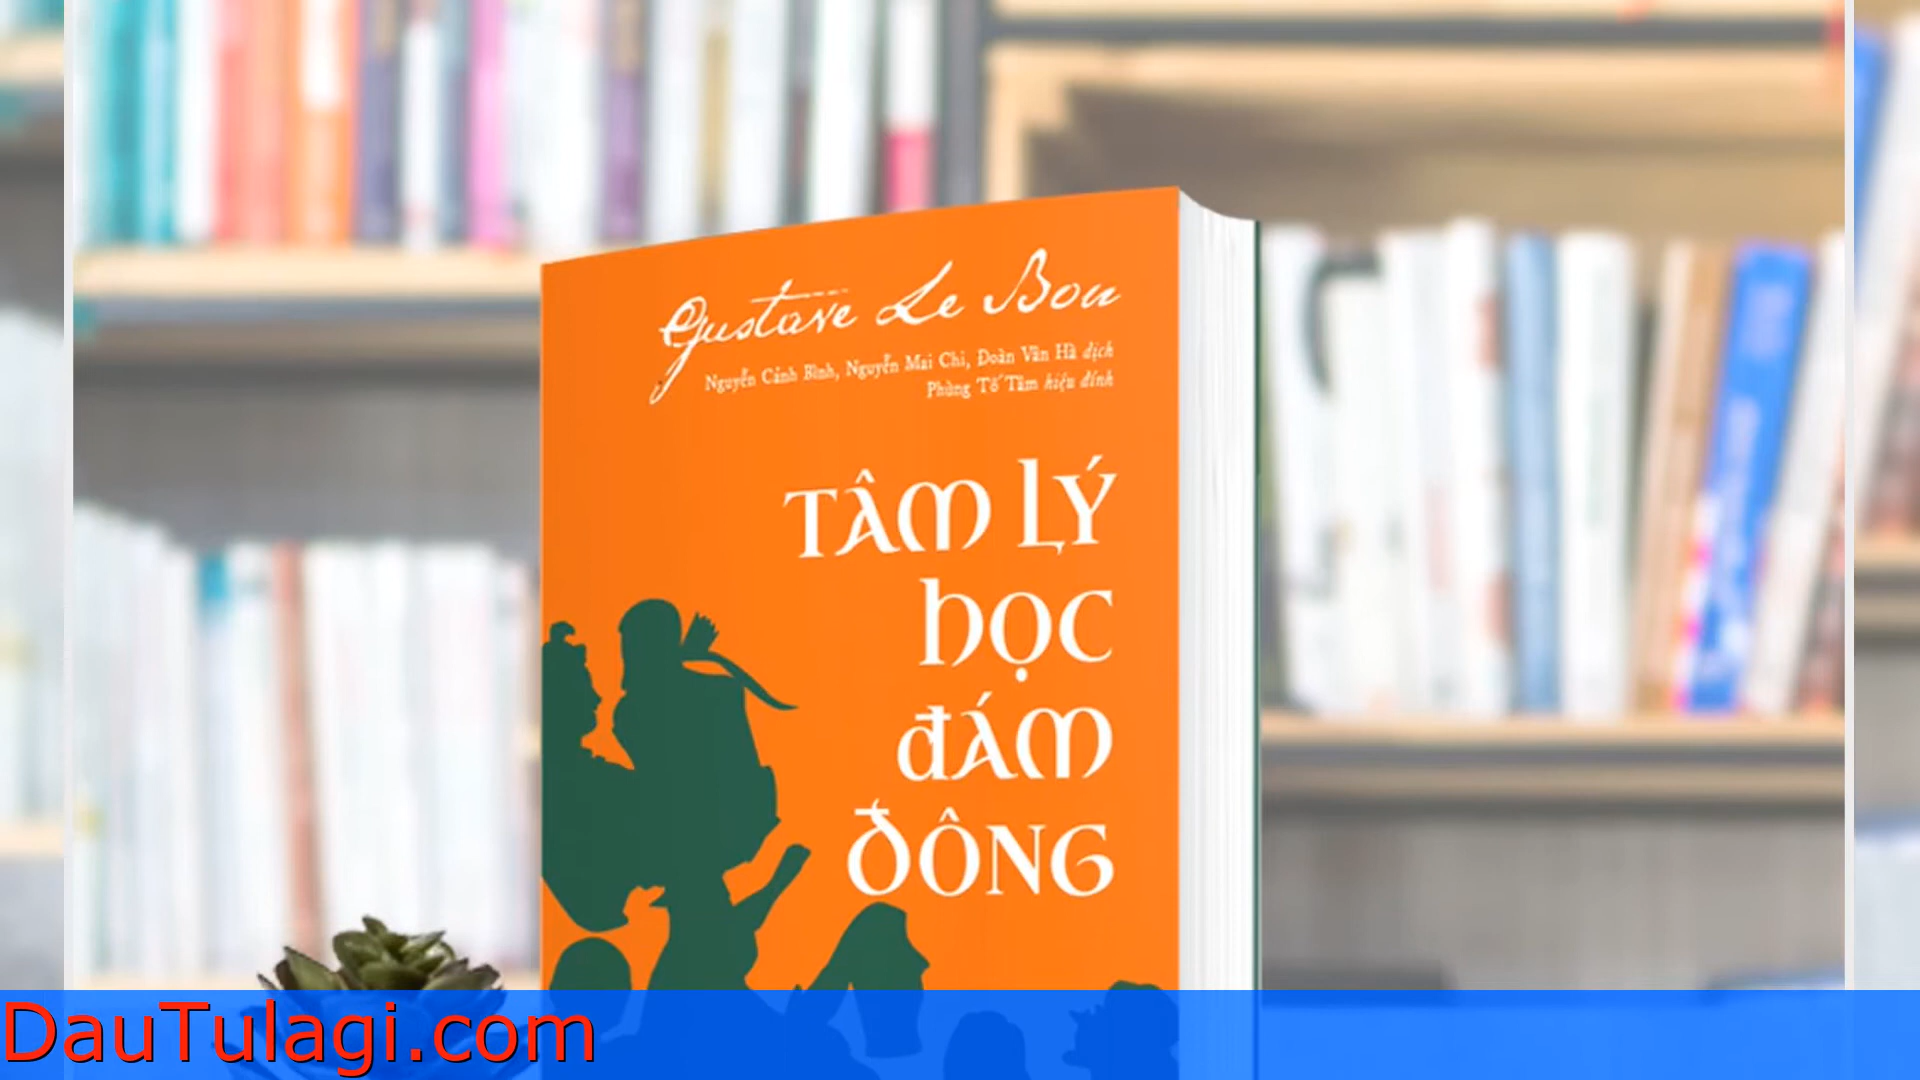 Gustave Le Bon
Nguyễn Cảnh Bình, Nguyễn Mai Chi, Đoàn Văn Hà dịch
Phùng Tố Tâm hiệu đính
TÂM LÝ
HỌC
ĐÁM
ĐÔNG
DauTulagi.com